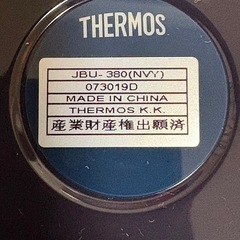 THERMOS
JBU-380(NVY)
073019D
MADE IN CHINA
THERMOS K.K.
産業財産権出願済